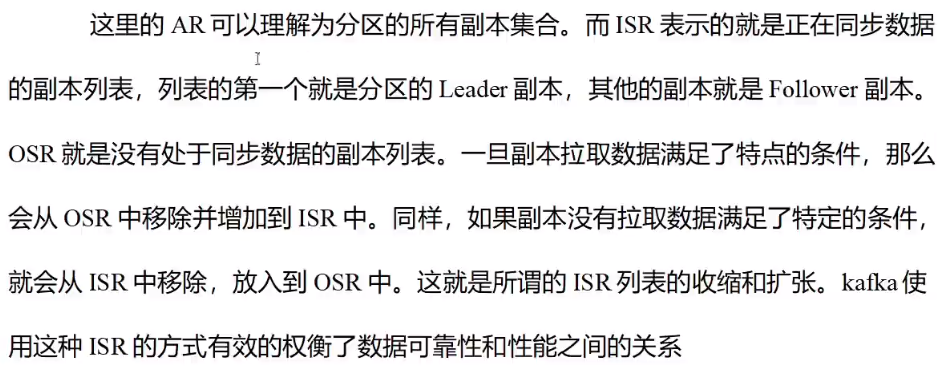 这里的 AR 可以理解为分区的所有副本集合。而 ISR 表示的就是正在同步数据
的副本列表，列表的第一个就是分区的 Leader 副本，其他的副本就是 Follower 副本。
OSR 就是没有处于同步数据的副本列表。一旦副本拉取数据满足了特点的条件，那么
会从 OSR 中移除并增加到 ISR 中。同样，如果副本没有拉取数据满足了特定的条件，
就会从 ISR 中移除，放入到 OSR 中。这就是所谓的 ISR 列表的收缩和扩张。kafka 使
用这种 ISR 的方式有效的权衡了数据可靠性和性能之间的关系